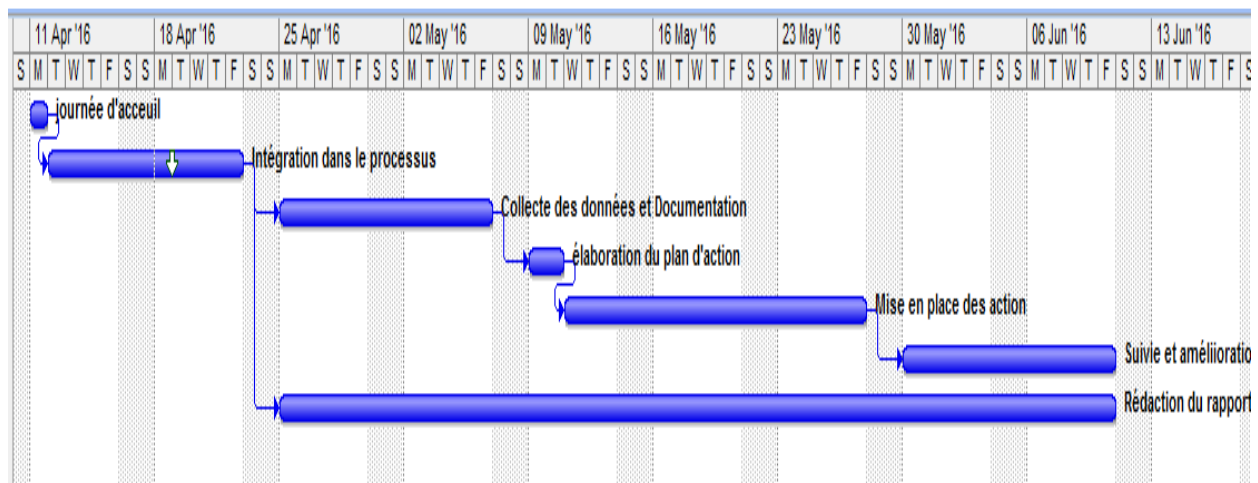 11 Apr '16 18 Apr '16 25 Apr '16 02 May '16 09 May '16 16 May '16 23 May '16 30 May '16 06 Jun '16 13 Jun '16
S M T W T F S S M T W T F S S M T W T F S S M T W T F S S M T W T F S S M T W T F S S M T W T F S S M T W T F S S M T W T F S S M T W T F S
journée d'acceuil
Intégration dans le processus
Collecte des données et Documentation
élaboration du plan d'action
Mise en place des action
Suivie et améliioratio
Rédaction du rapport